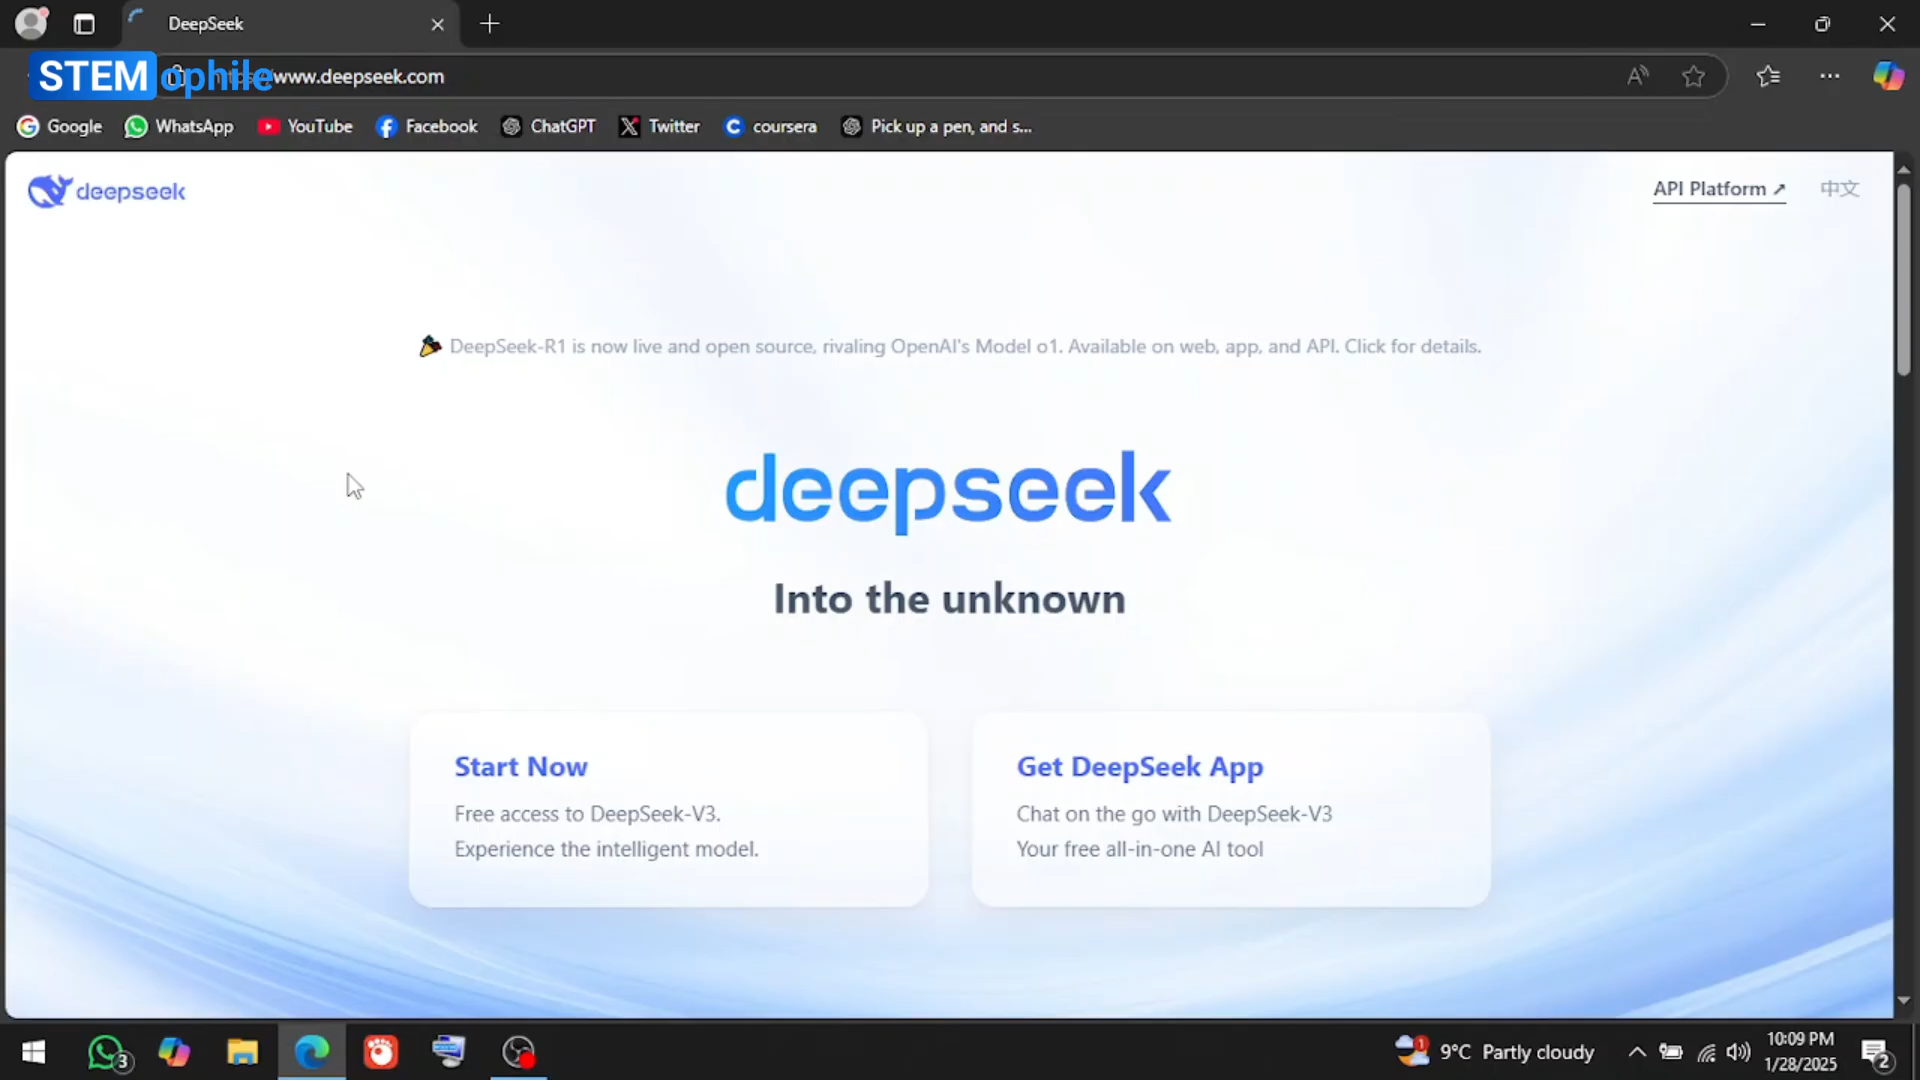 DeepSeek
STEMophile
www.deepseek.com
Google WhatsApp YouTube Facebook ChatGPT Twitter coursera Pick up a pen, and s...
deepseek
API Platform ↗ 中文
DeepSeek-R1 is now live and open source, rivaling OpenAI's Model o1. Available on web, app, and API. Click for details.
deepseek
Into the unknown
Start Now
Free access to DeepSeek-V3.
Experience the intelligent model.
Get DeepSeek App
Chat on the go with DeepSeek-V3
Your free all-in-one AI tool
3
1
9°C Partly cloudy
10:09 PM
1/28/2025
2